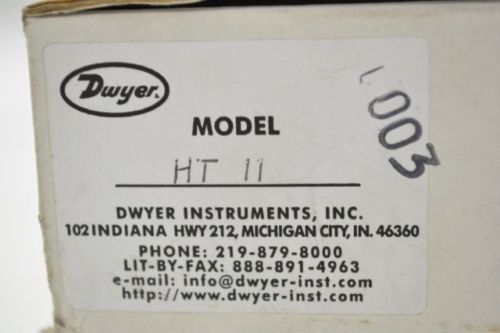 Dwyer.
MODEL
003
HT 11
DWYER INSTRUMENTS, INC.
102 INDIANA HWY 212, MICHIGAN CITY, IN. 46360
PHONE: 219-879-8000
LIT-BY-FAX: 888-891-4963
e-mail: info@dwyer-inst.com
http://www.dwyer-inst.com